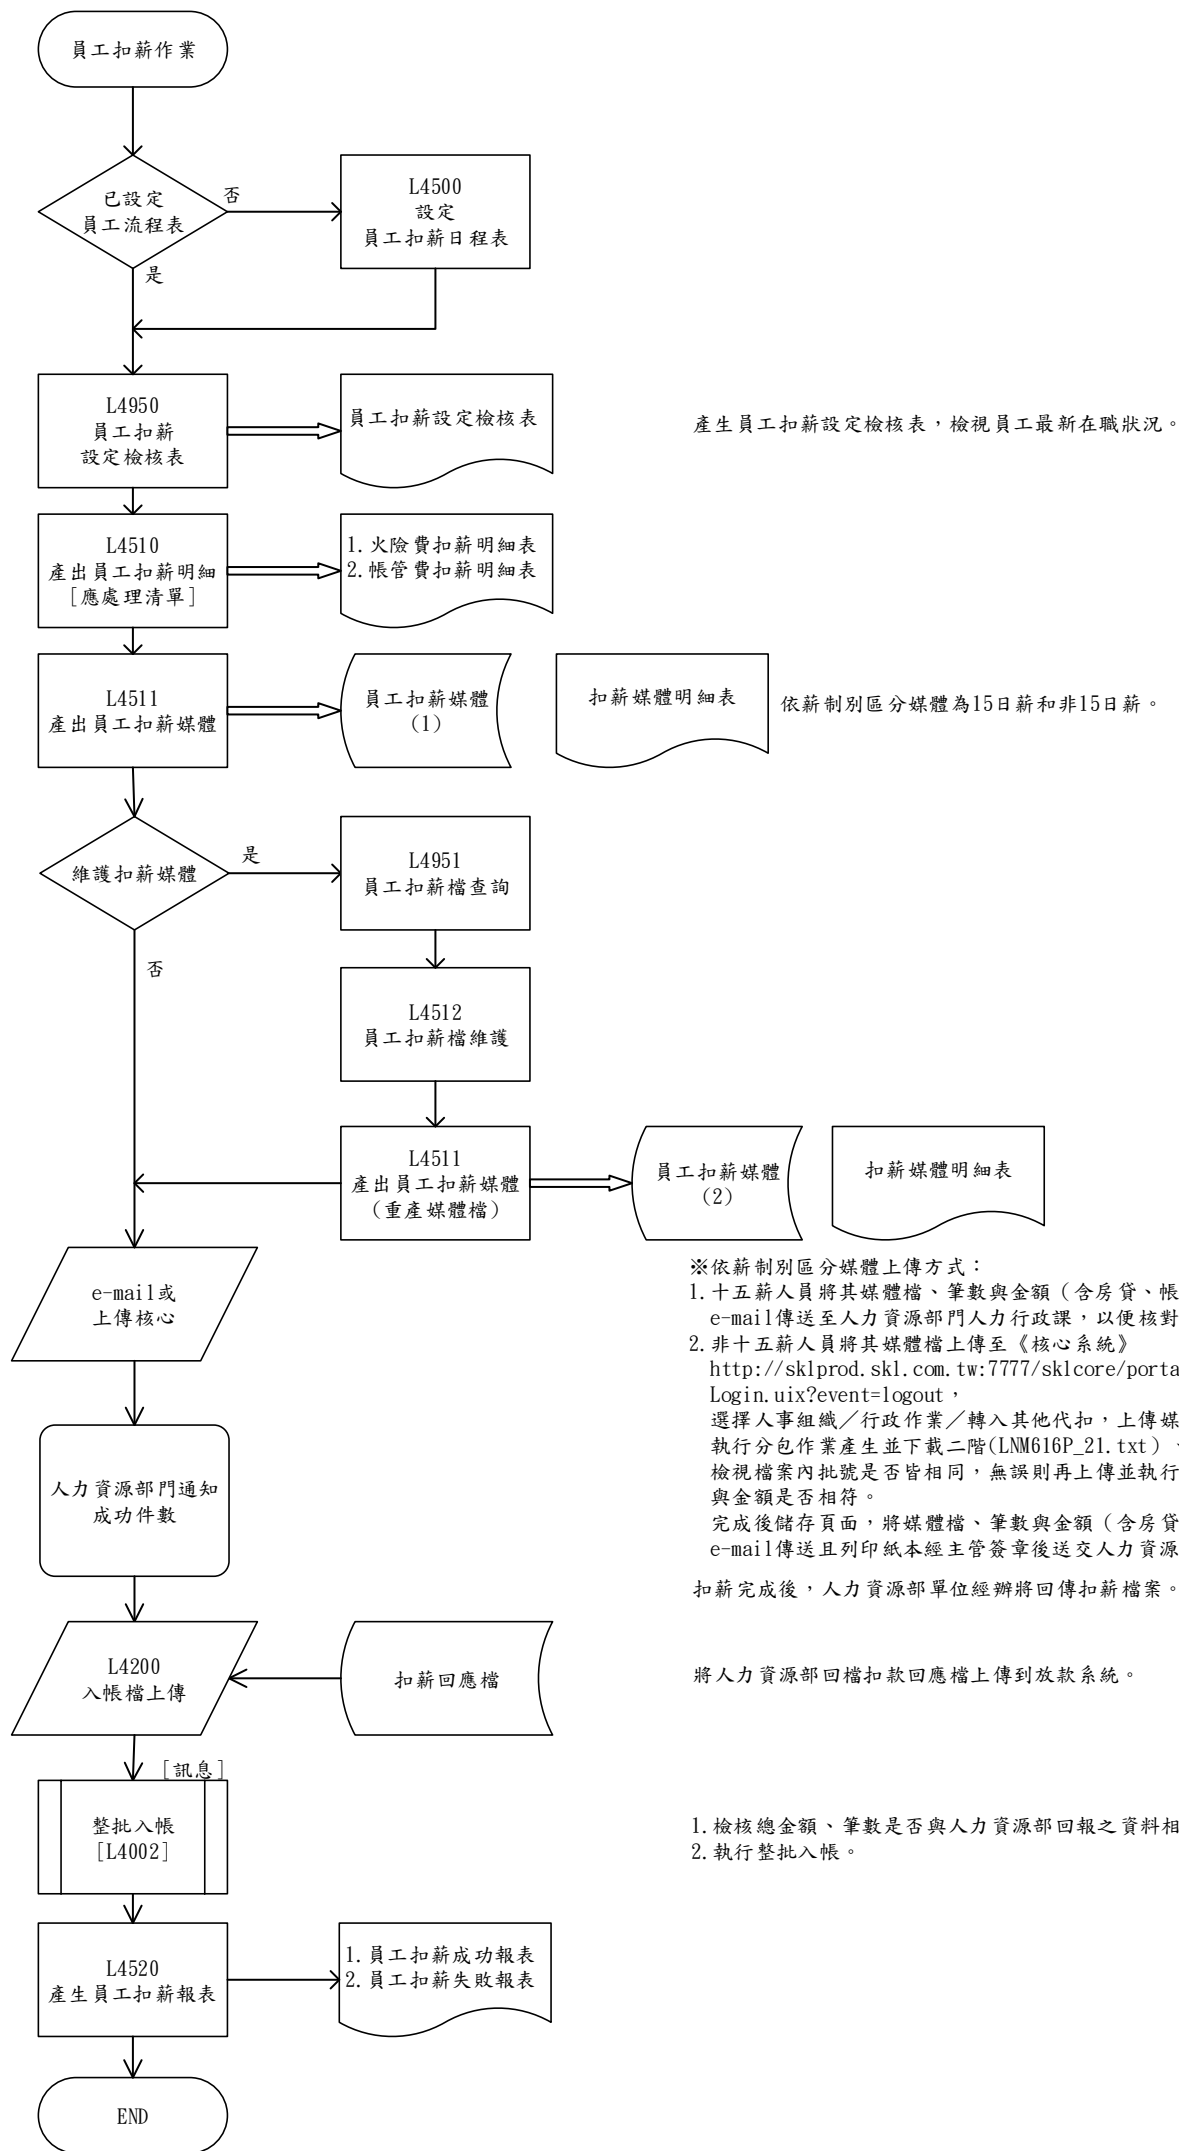 員工扣薪作業
已設定
員工流程表
否
是
L4500
設定
員工扣薪日程表
L4950
員工扣薪
設定檢核表
員工扣薪設定檢核表
產生員工扣薪設定檢核表，檢視員工最新在職狀況。
L4510
產出員工扣薪明細
[應處理清單]
1.火險費扣薪明細表
2.帳管費扣薪明細表
L4511
產出員工扣薪媒體
員工扣薪媒體
(1)
扣薪媒體明細表
依薪制別區分媒體為15日薪和非15日薪。
維護扣薪媒體
是
否
L4951
員工扣薪檔查詢
L4512
員工扣薪檔維護
L4511
產出員工扣薪媒體
(重產媒體檔)
員工扣薪媒體
(2)
扣薪媒體明細表
e-mail或
上傳核心
※依薪制別區分媒體上傳方式：
1.十五薪人員將其媒體檔、筆數與金額（含房貸、帳
e-mail傳送至人力資源部門人力行政課，以便核對
2.非十五薪人員將其媒體檔上傳至《核心系統》
http://sklprod.skl.com.tw:7777/sklcore/porta
Login.uix?event=logout，
選擇人事組織／行政作業／轉入其他代扣，上傳媒
執行分包作業產生並下載二階(LNM616P_21.txt)、
檢視檔案內批號是否皆相同，無誤則再上傳並執行
與金額是否相符。
完成後儲存頁面，將媒體檔、筆數與金額（含房貸
e-mail傳送且列印紙本經主管簽章後送交人力資源
人力資源部門通知
成功件數
扣薪完成後，人力資源部單位經辦將回傳扣薪檔案。
L4200
入帳檔上傳
扣薪回應檔
將人力資源部回檔扣款回應檔上傳到放款系統。
[訊息]
整批入帳
[L4002]
1.檢核總金額、筆數是否與人力資源部回報之資料相
2.執行整批入帳。
L4520
產生員工扣薪報表
1.員工扣薪成功報表
2.員工扣薪失敗報表
END